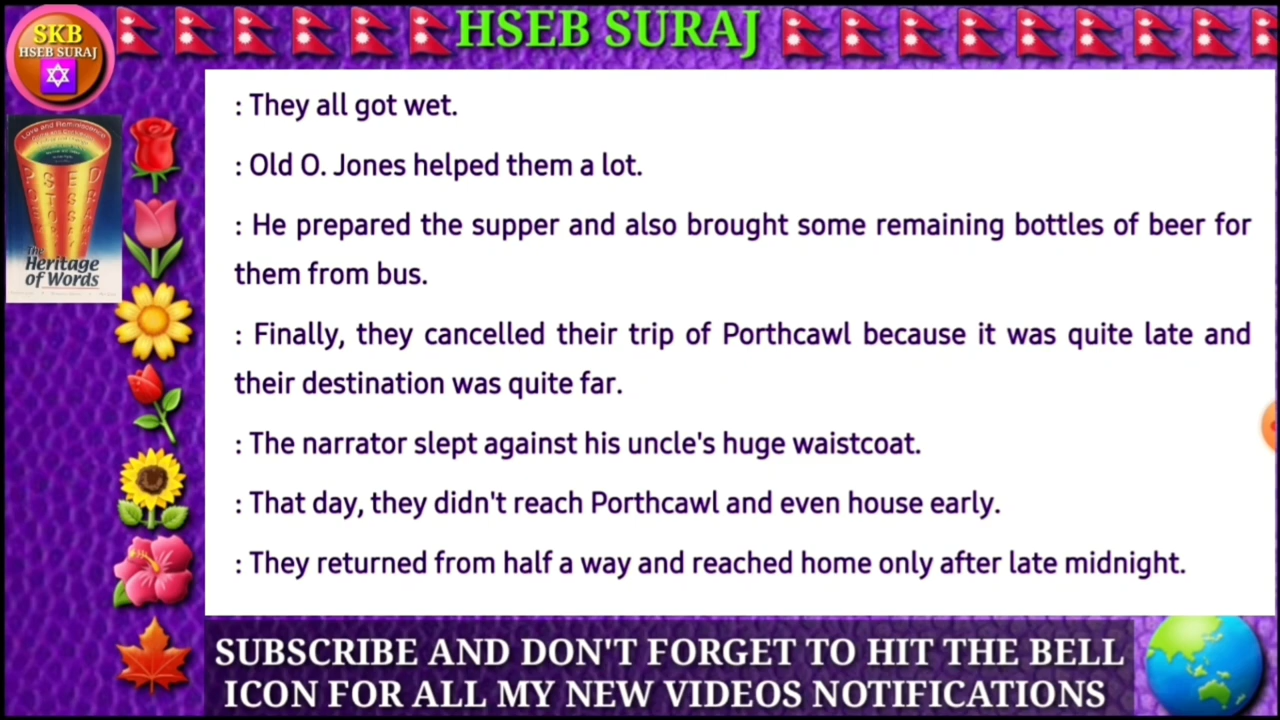 HSEB SURAJ
SKB
HSEB SURAJ
: They all got wet.
: Old O. Jones helped them a lot.
: He prepared the supper and also brought some remaining bottles of beer for
them from bus.
: Finally, they cancelled their trip of Porthcawl because it was quite late and
their destination was quite far.
: The narrator slept against his uncle's huge waistcoat.
: That day, they didn't reach Porthcawl and even house early.
: They returned from half a way and reached home only after late midnight.
Love and Reminiscence
The
Heritage
of Words
SUBSCRIBE AND DON'T FORGET TO HIT THE BELL
ICON FOR ALL MY NEW VIDEOS NOTIFICATIONS